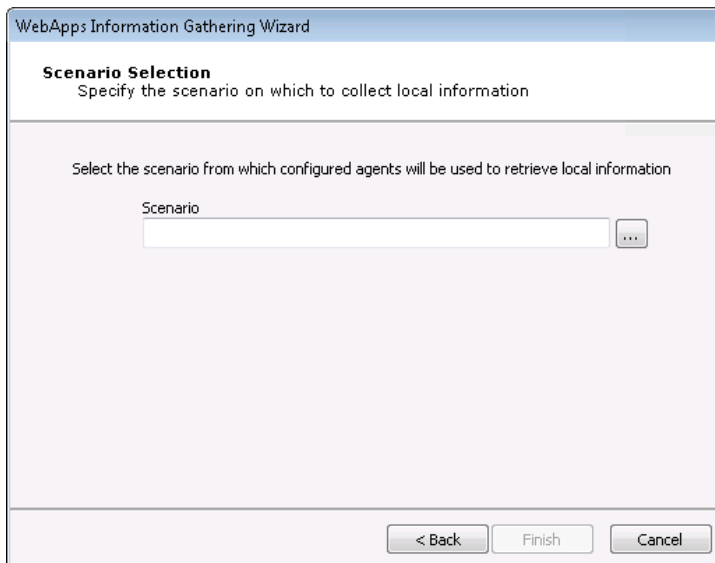 WebApps Information Gathering Wizard
Scenario Selection
Specify the scenario on which to collect local information
Select the scenario from which configured agents will be used to retrieve local information
Scenario
...
< Back
Finish
Cancel